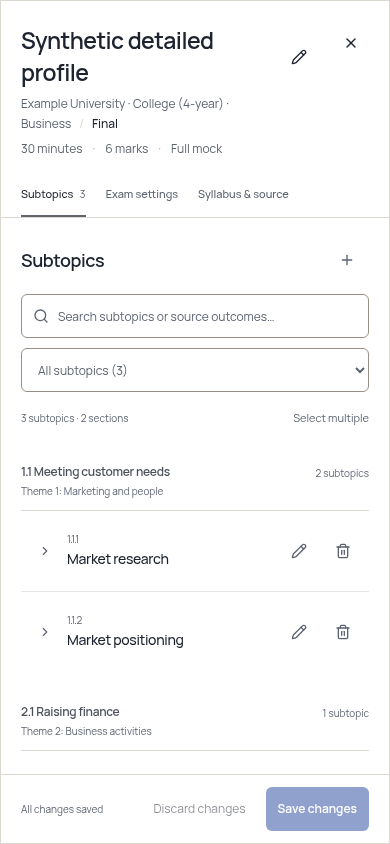 Synthetic detailed
profile
Example University · College (4-year) ·
Business / Final
30 minutes · 6 marks · Full mock
Subtopics 3 Exam settings Syllabus & source
Subtopics
Search subtopics or source outcomes...
All subtopics (3)
3 subtopics · 2 sections Select multiple
1.1 Meeting customer needs 2 subtopics
Theme 1: Marketing and people
1.1.1
Market research
1.1.2
Market positioning
2.1 Raising finance 1 subtopic
Theme 2: Business activities
All changes saved Discard changes Save changes